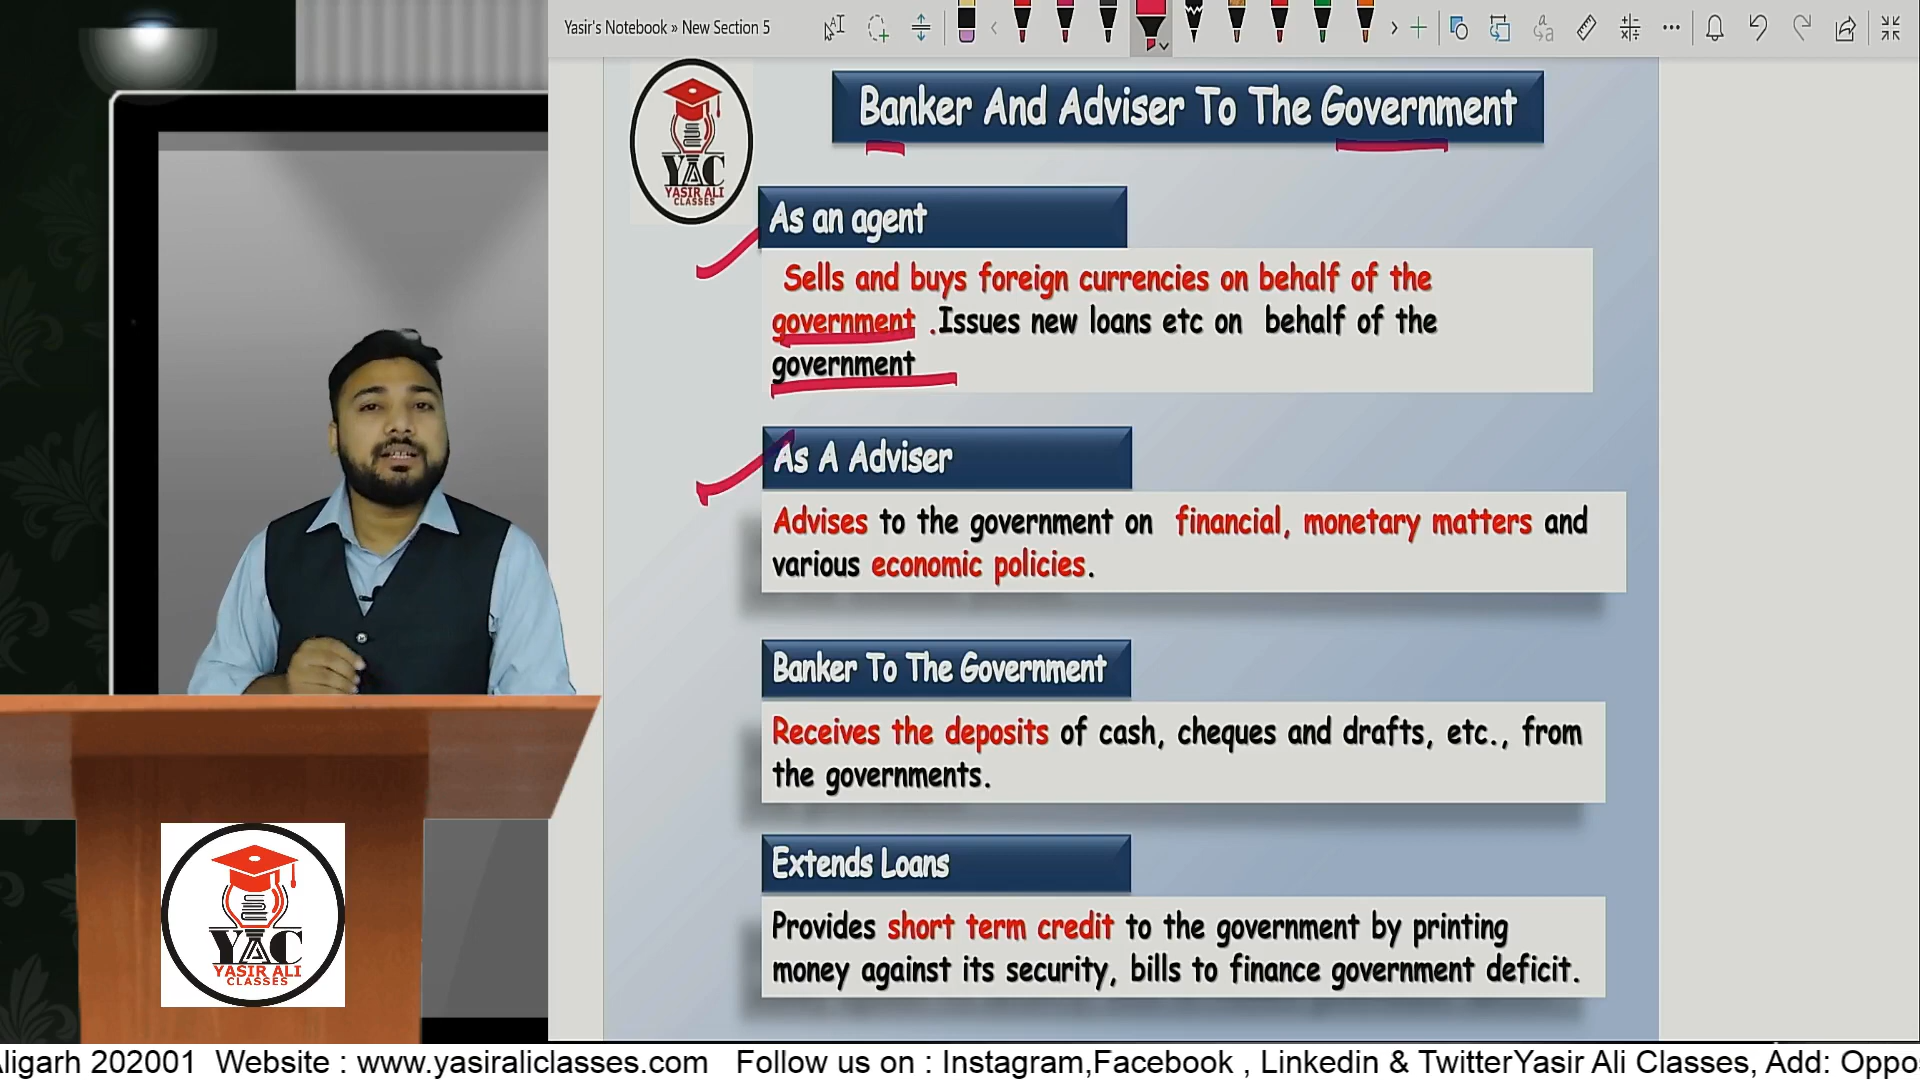 Yasir's Notebook » New Section 5
Banker And Adviser To The Government
YAC
YASIR ALI
CLASSES
As an agent
Sells and buys foreign currencies on behalf of the
government .Issues new loans etc on behalf of the
government
As A Adviser
Advises to the government on financial, monetary matters and
various economic policies.
Banker To The Government
Receives the deposits of cash, cheques and drafts, etc., from
the governments.
Extends Loans
Provides short term credit to the government by printing
money against its security, bills to finance government deficit.
YAC
YASIR ALI
CLASSES
ligarh 202001 Website : www.yasiraliclasses.com Follow us on : Instagram,Facebook , Linkedin & TwitterYasir Ali Classes, Add: Oppo